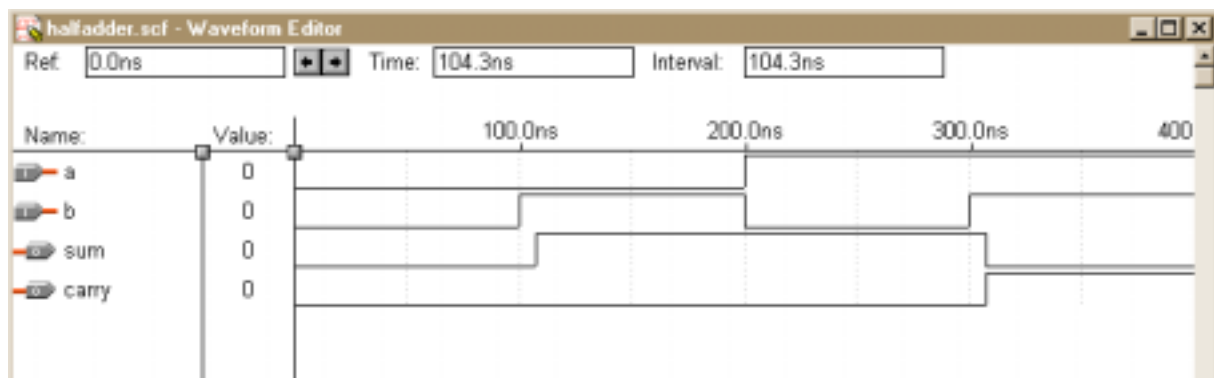 halfadder.scf - Waveform Editor
Ref: 0.0ns Time: 104.3ns Interval: 104.3ns
Name: Value: 100.0ns 200.0ns 300.0ns 400
a 0
b 0
sum 0
carry 0